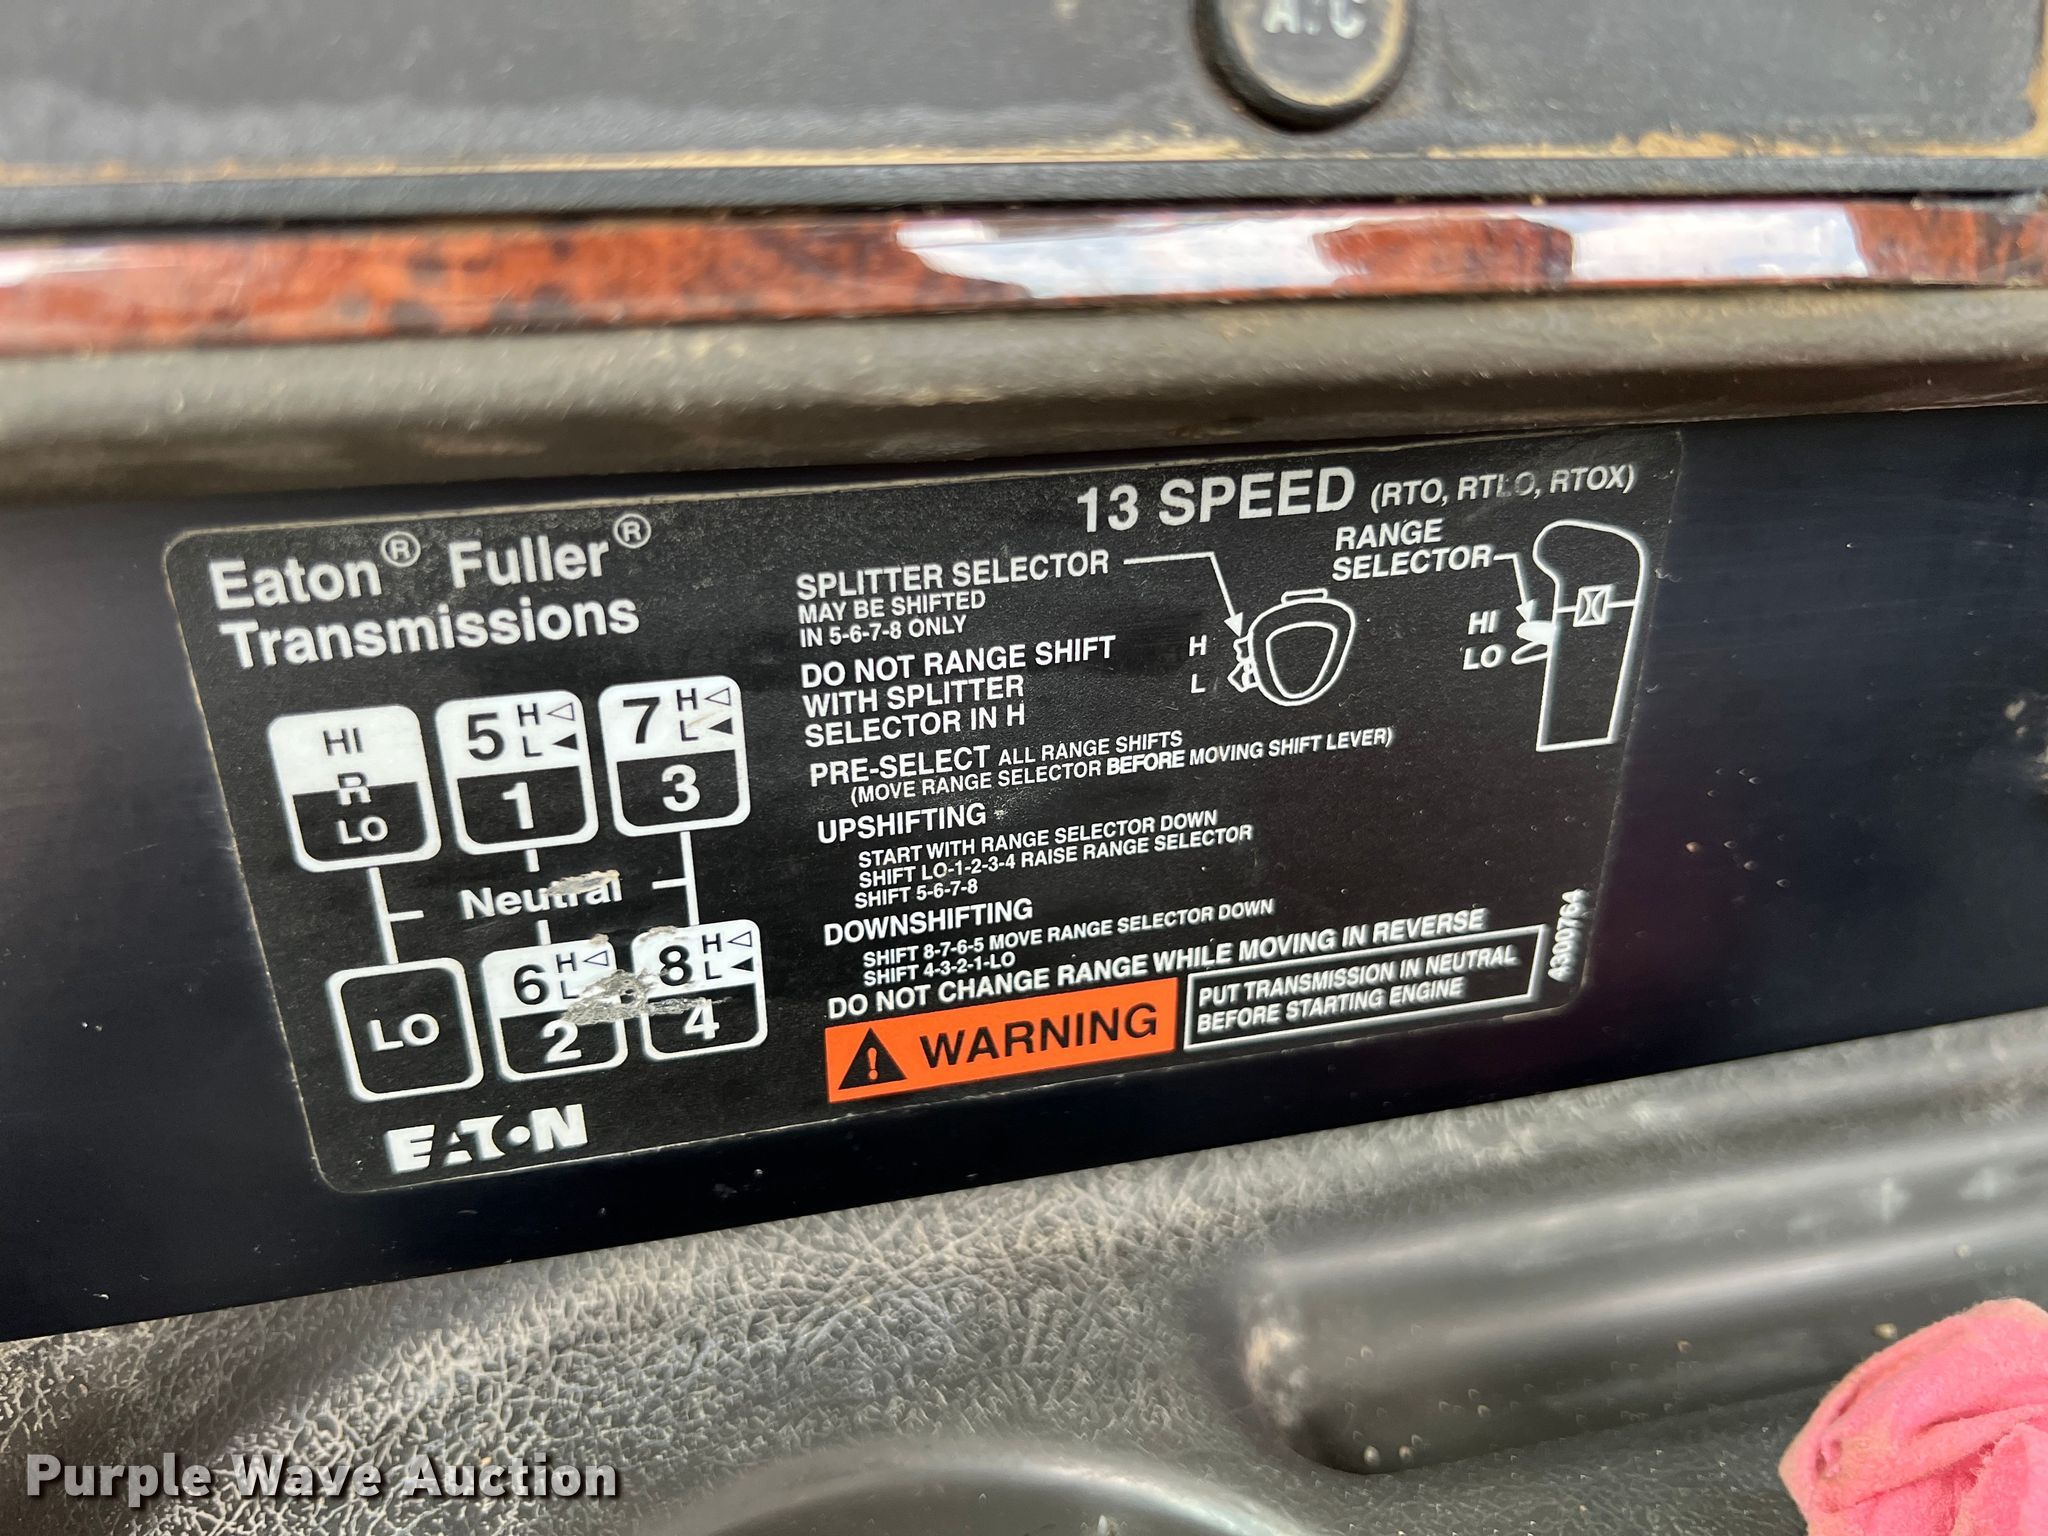 A/C
13 SPEED (RTO, RTLO, RTOX)
Eaton® Fuller®
Transmissions
HI
R
LO
5 H
L
1
7 H
L
3
Neutral
LO
6 H
L
2
8 H
L
4
EATON
SPLITTER SELECTOR
MAY BE SHIFTED
IN 5-6-7-8 ONLY
H
L
RANGE
SELECTOR
HI
LO
DO NOT RANGE SHIFT
WITH SPLITTER
SELECTOR IN H
PRE-SELECT ALL RANGE SHIFTS
(MOVE RANGE SELECTOR BEFORE MOVING SHIFT LEVER)
UPSHIFTING
START WITH RANGE SELECTOR DOWN
SHIFT LO-1-2-3-4 RAISE RANGE SELECTOR
SHIFT 5-6-7-8
DOWNSHIFTING
SHIFT 8-7-6-5 MOVE RANGE SELECTOR DOWN
SHIFT 4-3-2-1-LO
DO NOT CHANGE RANGE WHILE MOVING IN REVERSE
WARNING
PUT TRANSMISSION IN NEUTRAL
BEFORE STARTING ENGINE
4300764
Purple Wave Auction